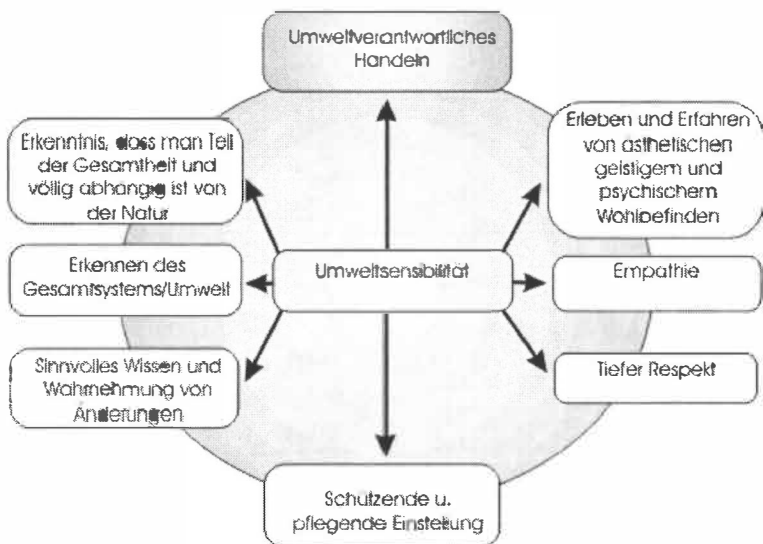 Umweltverantwortliches
Handeln
Erkenntnis, dass man Teil
der Gesamtheit und
völlig abhängig ist von
der Natur
Erleben und Erfahren
von ästhetischen
geistigem und
psychischem
Wohlbefinden
Erkennen des
Gesamtsystems/Umwelt
Umweltsensibilität
Empathie
Sinnvolles Wissen und
Wahrnehmung von
Änderungen
Tiefer Respekt
Schützende u.
pflegende Einstellung